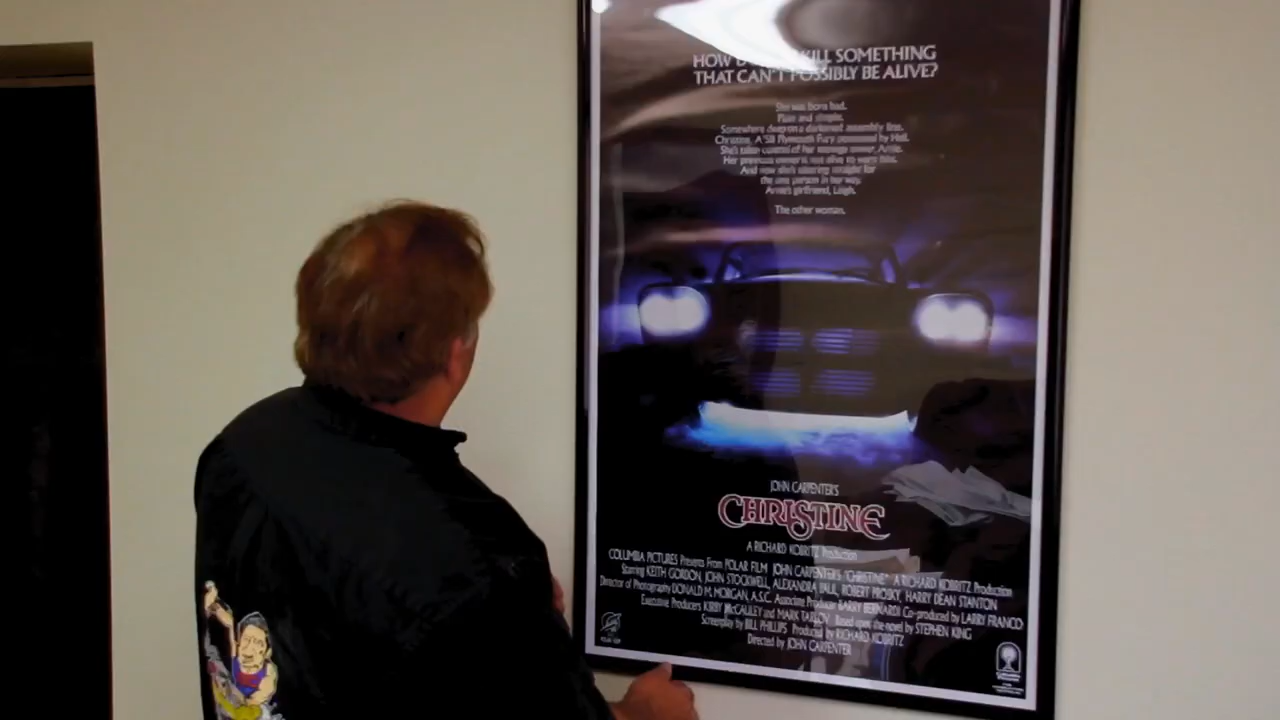 HOW KILL SOMETHING
THAT CAN'T POSSIBLY BE ALIVE?
She was born bad.
Plain and simple.
Somewhere deep on a darkened assembly line.
Christine. A '58 Plymouth Fury possessed by Hell.
She's taken control of her teenage owner, Arnie.
Her previous owner is not alive to warn him.
And now she's steering straight for
the one person in her way.
Arnie's girlfriend, Leigh.
The other woman.
JOHN CARPENTER'S
CHRISTINE
A RICHARD KOBRITZ Production
COLUMBIA PICTURES Presents From POLAR FILM JOHN CARPENTER'S "CHRISTINE" A RICHARD KOBRITZ Production
Starring KEITH GORDON, JOHN STOCKWELL, ALEXANDRA PAUL, ROBERT PROSKY, HARRY DEAN STANTON
Director of Photography DONALD M. MORGAN, A.S.C. Associate Producer BARRY BERNARDI Co-produced by LARRY FRANCO
Executive Producers KIRBY McCAULEY and MARK TARLOV Based upon the novel by STEPHEN KING
Screenplay by BILL PHILLIPS Produced by RICHARD KOBRITZ
Directed by JOHN CARPENTER